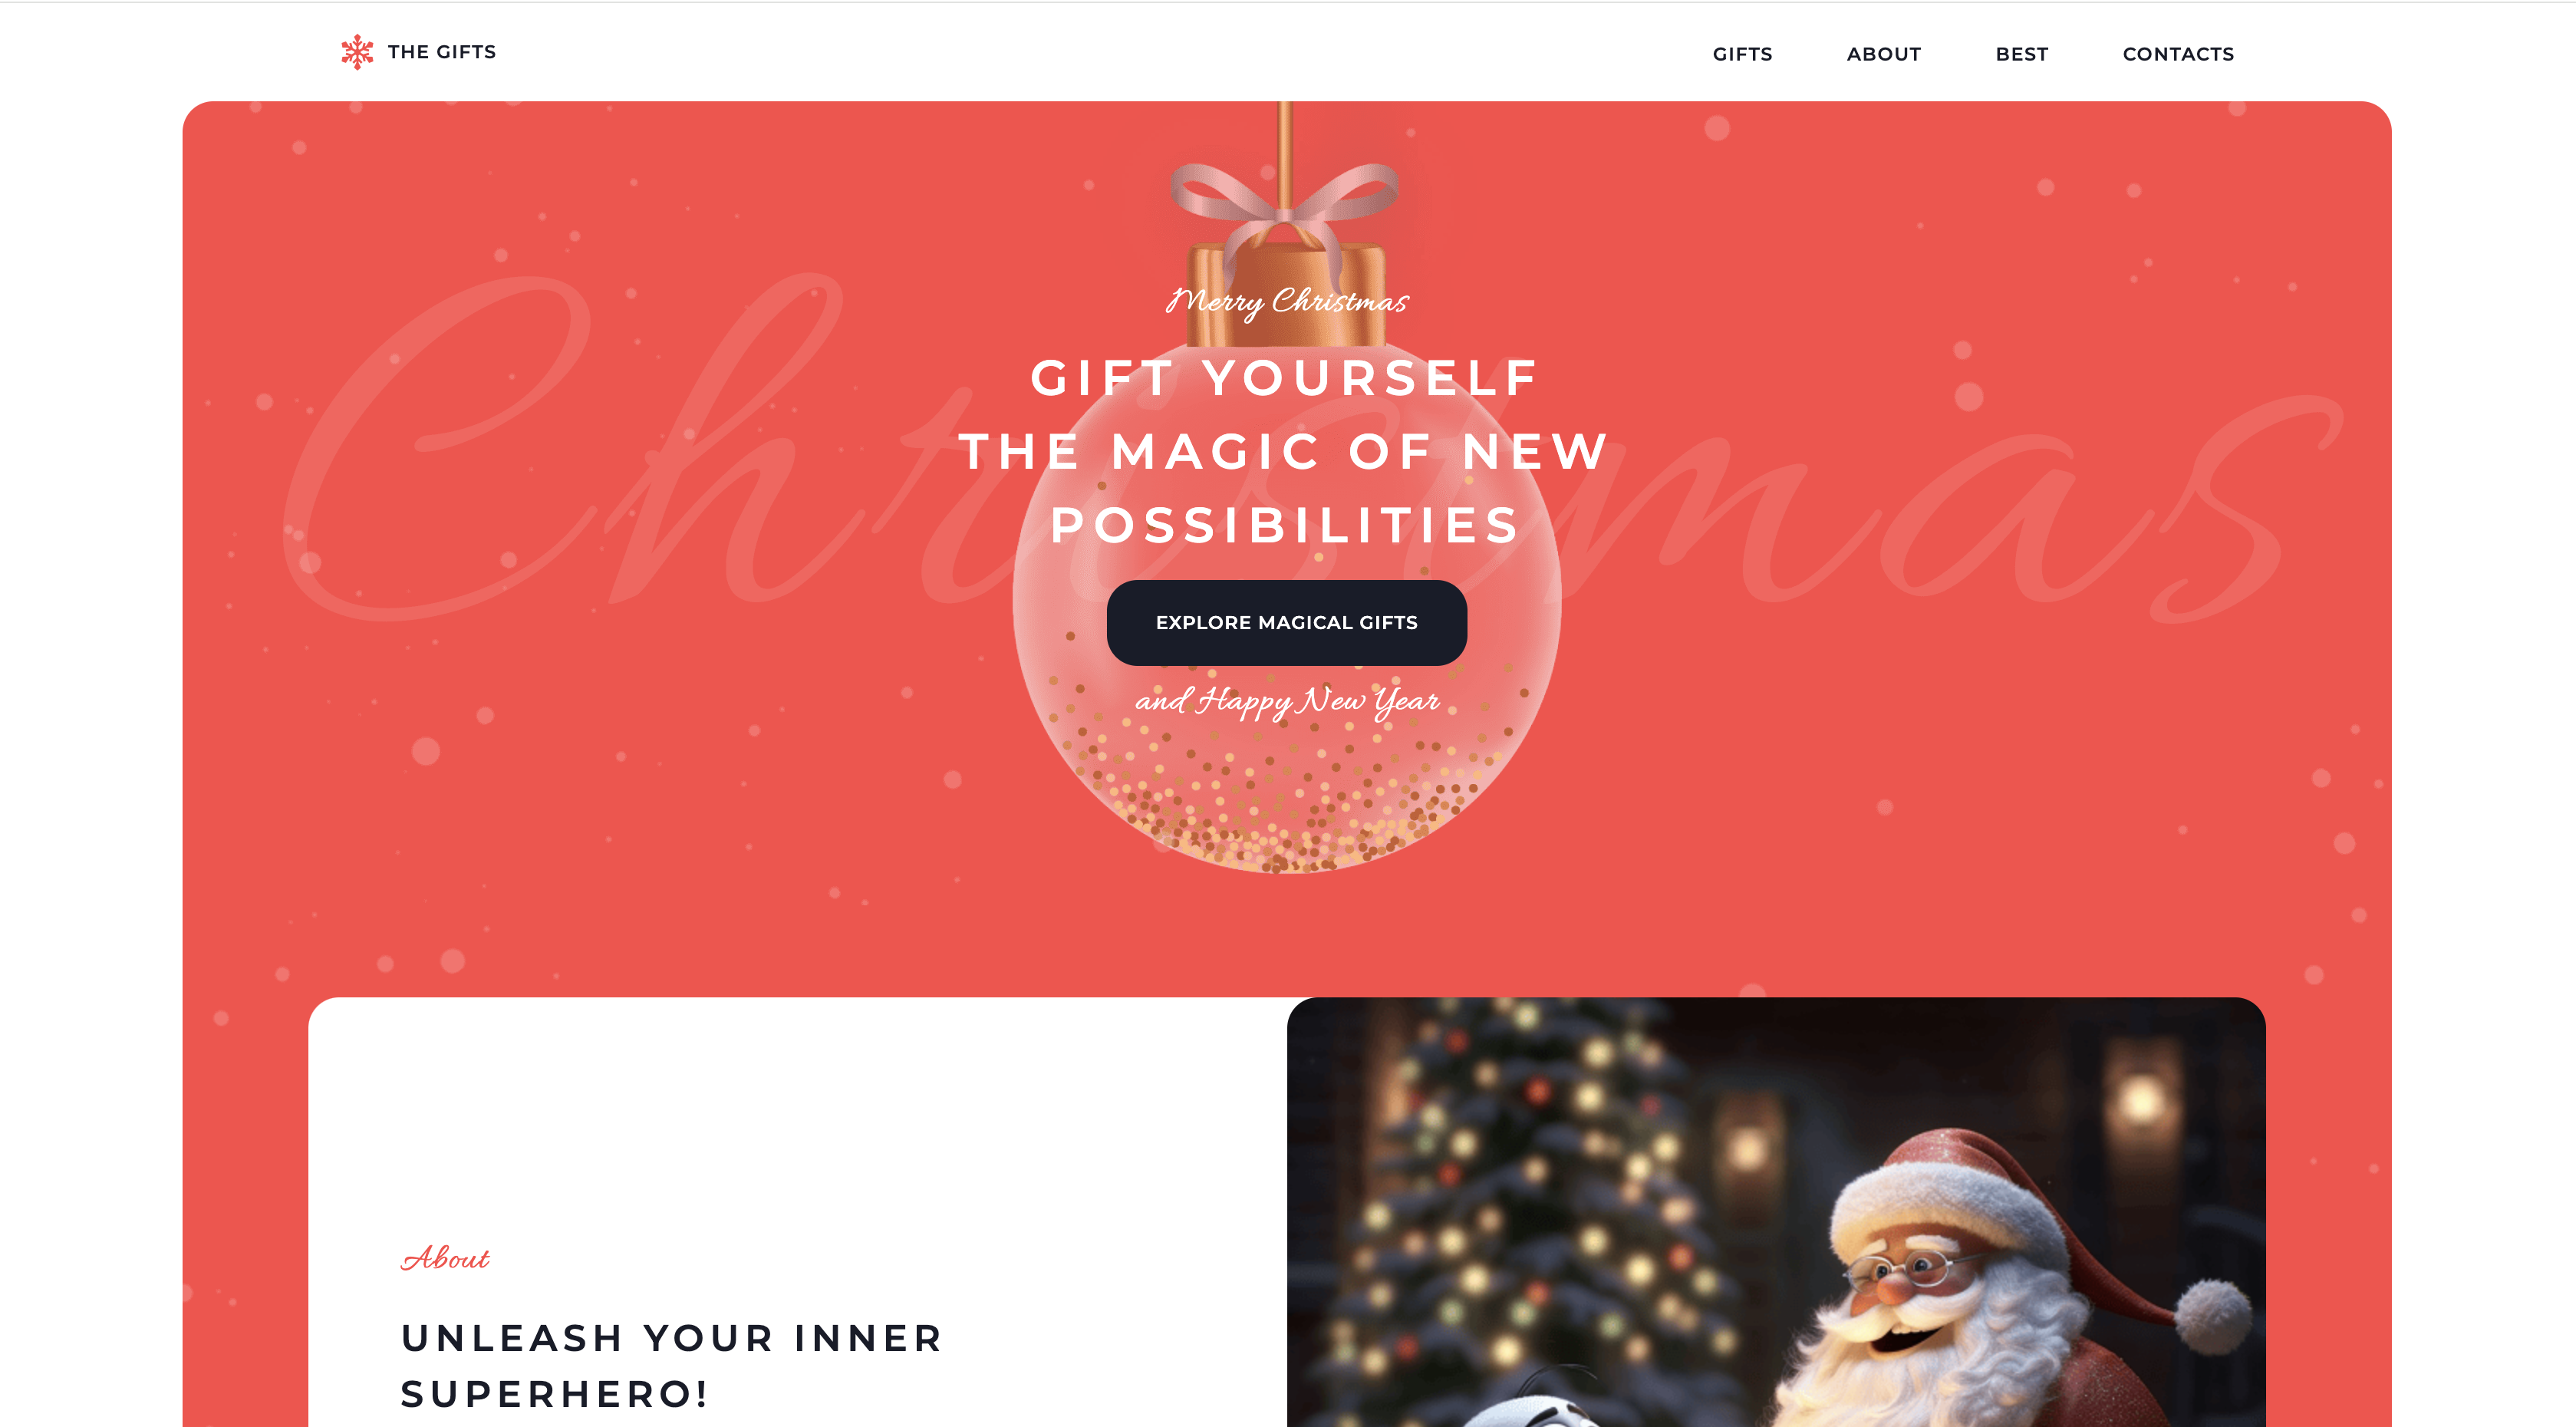 THE GIFTS
GIFTS ABOUT BEST CONTACTS
Christmas
Merry Christmas
GIFT YOURSELF
THE MAGIC OF NEW
POSSIBILITIES
EXPLORE MAGICAL GIFTS
and Happy New Year
About
UNLEASH YOUR INNER
SUPERHERO!